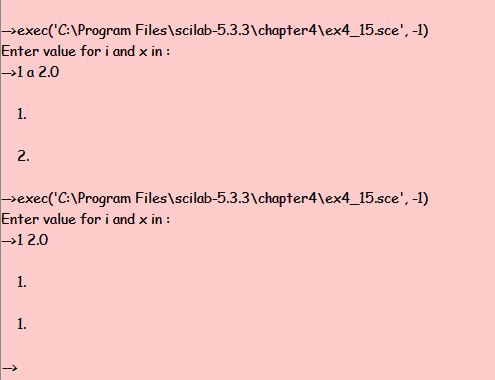 -->exec('C:\Program Files\scilab-5.3.3\chapter4\ex4_15.sce', -1)
Enter value for i and x in :
-->1 a 2.0
1.
2.
-->exec('C:\Program Files\scilab-5.3.3\chapter4\ex4_15.sce', -1)
Enter value for i and x in :
-->1 2.0
1.
1.
-->